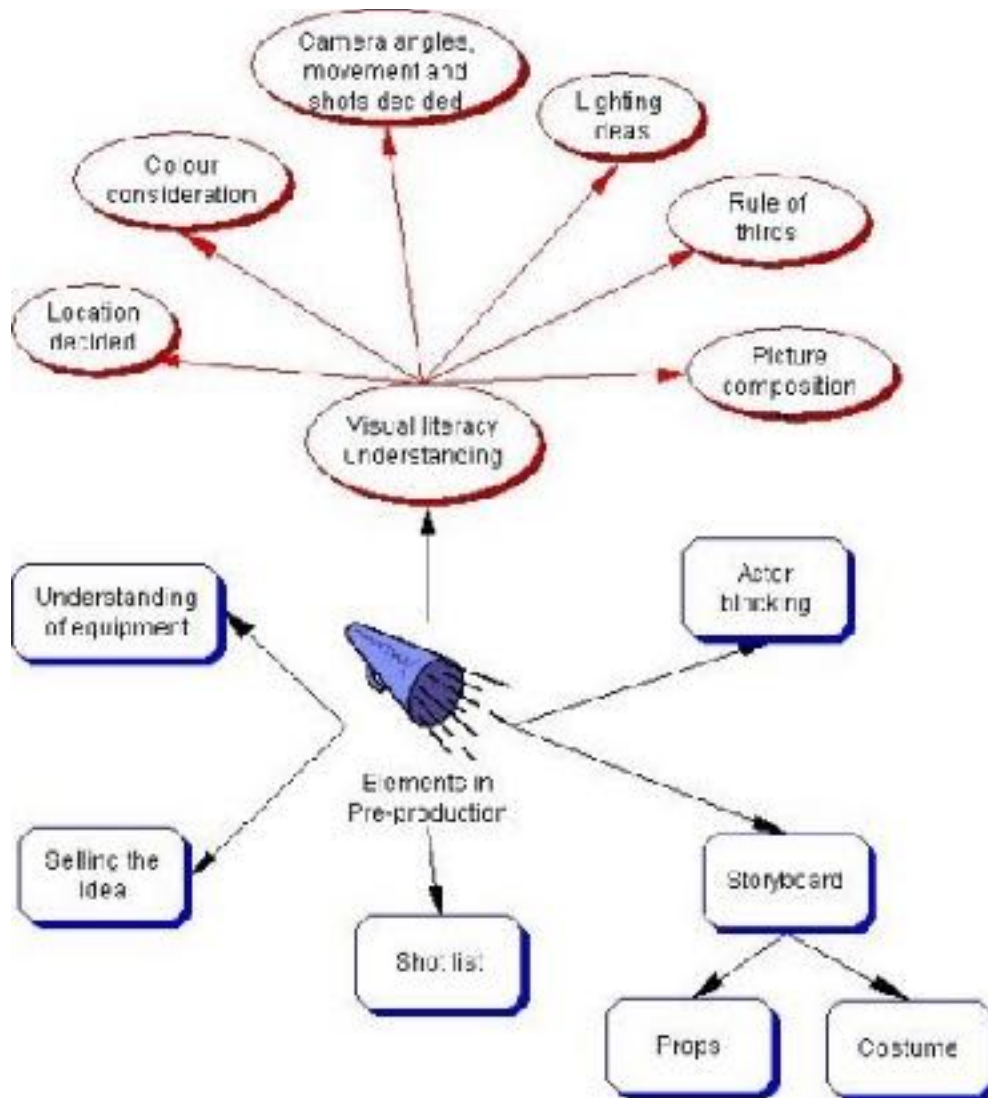 Camera angles,
movement and
shots decided
Lighting
ideas
Colour
consideration
Rule of
thirds
Location
decided
Picture
composition
Visual literacy
understanding
Understanding
of equipment
Actor
blocking
Elements in
Pre-production
Selling the
idea
Storyboard
Shot list
Props
Costume